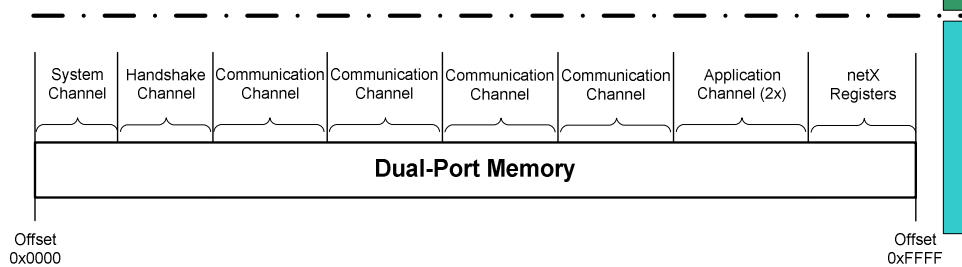 System
Channel
Handshake
Channel
Communication
Channel
Communication
Channel
Communication
Channel
Communication
Channel
Application
Channel (2x)
netX
Registers
Dual-Port Memory
Offset
0x0000
Offset
0xFFFF